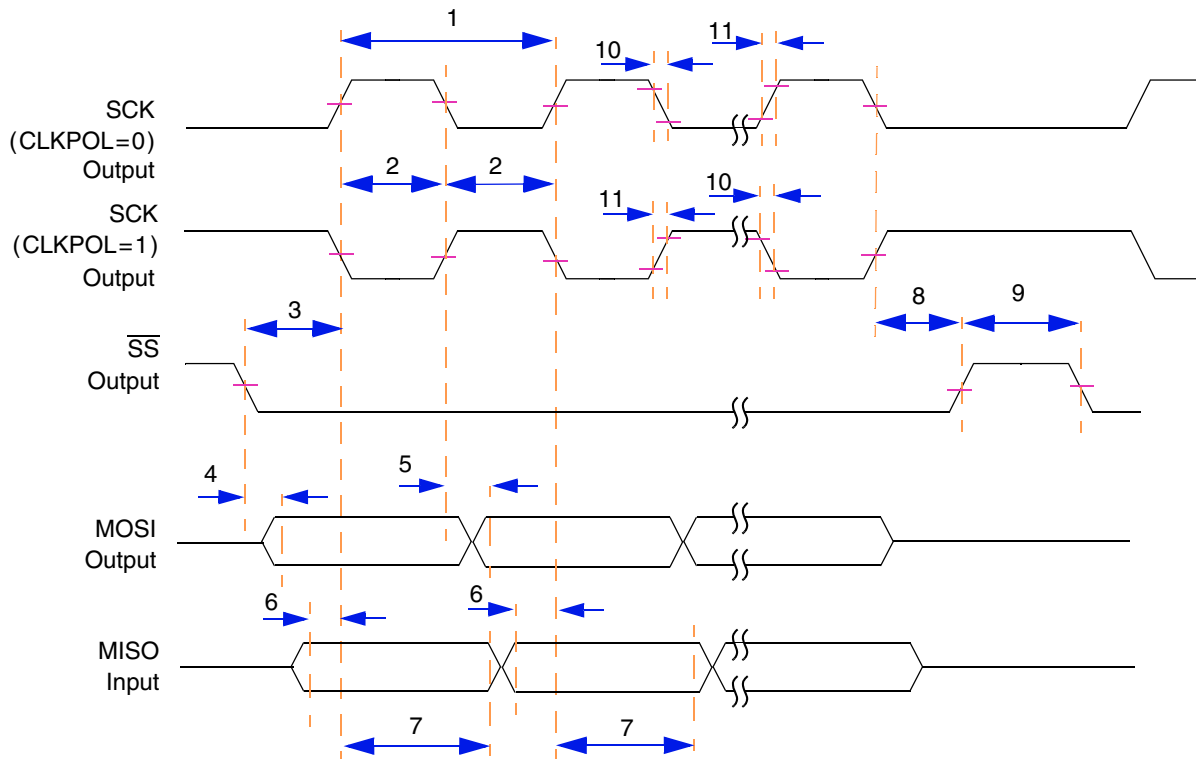 1
10
11
SCK
(CLKPOL=0)
Output
2
2
SCK
(CLKPOL=1)
Output
11
10
3
8
9
SS
Output
4
5
MOSI
Output
6
6
MISO
Input
7
7